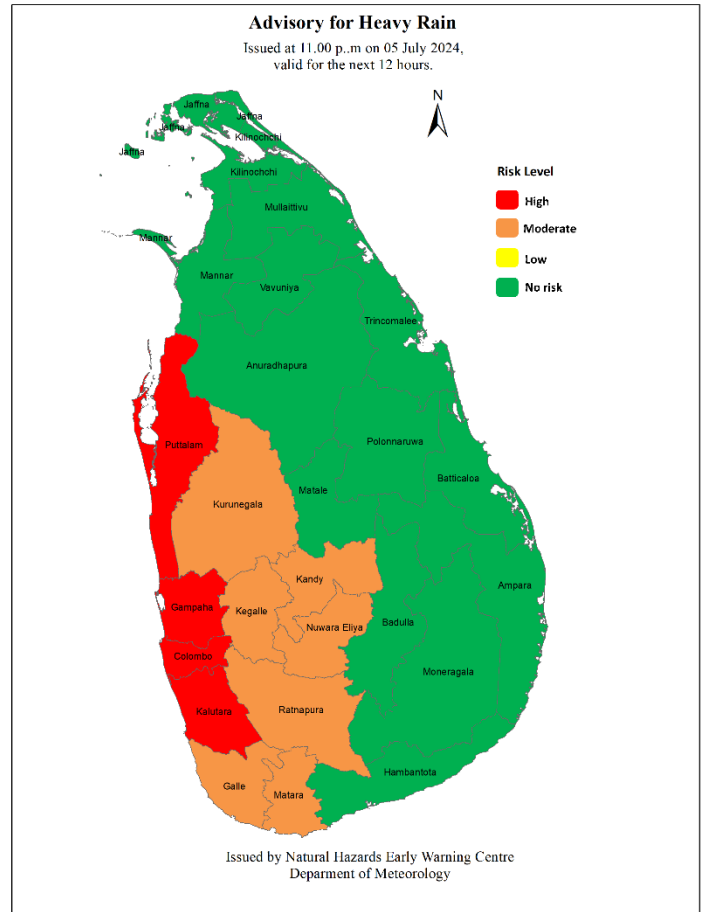 Advisory for Heavy Rain
Issued at 11.00 p..m on 05 July 2024,
valid for the next 12 hours.
N
Jaffna
Jaffna
Jaffna
Kilinochchi
Jaffna
Kilinochchi
Risk Level
High
Moderate
Low
No risk
Mullaittivu
Mannar
Mannar
Vavuniya
Trincomalee
Anuradhapura
Polonnaruwa
Puttalam
Batticaloa
Matale
Kurunegala
Kandy
Ampara
Gampaha
Kegalle
Nuwara Eliya
Badulla
Colombo
Moneragala
Kalutara
Ratnapura
Hambantota
Galle
Matara
Issued by Natural Hazards Early Warning Centre
Deparment of Meteorology